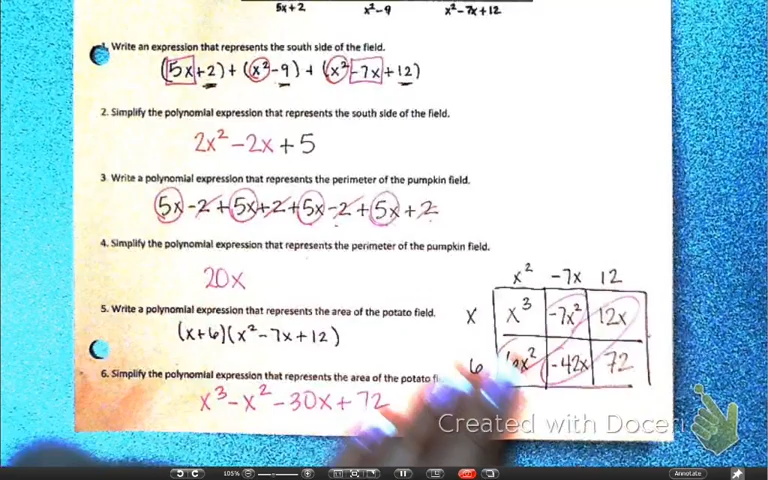 5x+2 x²-9 x²-7x+12
1. Write an expression that represents the south side of the field.
(5x+2)+(x²-9)+(x²-7x+12)
2. Simplify the polynomial expression that represents the south side of the field.
2x²-2x+5
3. Write a polynomial expression that represents the perimeter of the pumpkin field.
5x-2+5x+2+5x-2+5x+2
4. Simplify the polynomial expression that represents the perimeter of the pumpkin field.
20x
5. Write a polynomial expression that represents the area of the potato field.
(x+6)(x²-7x+12)
6. Simplify the polynomial expression that represents the area of the potato
x³-x²-30x+72
x² -7x 12
x x³ -7x² 12x
6 6x² -42x 72
Created with Doceri
105%
Annotate